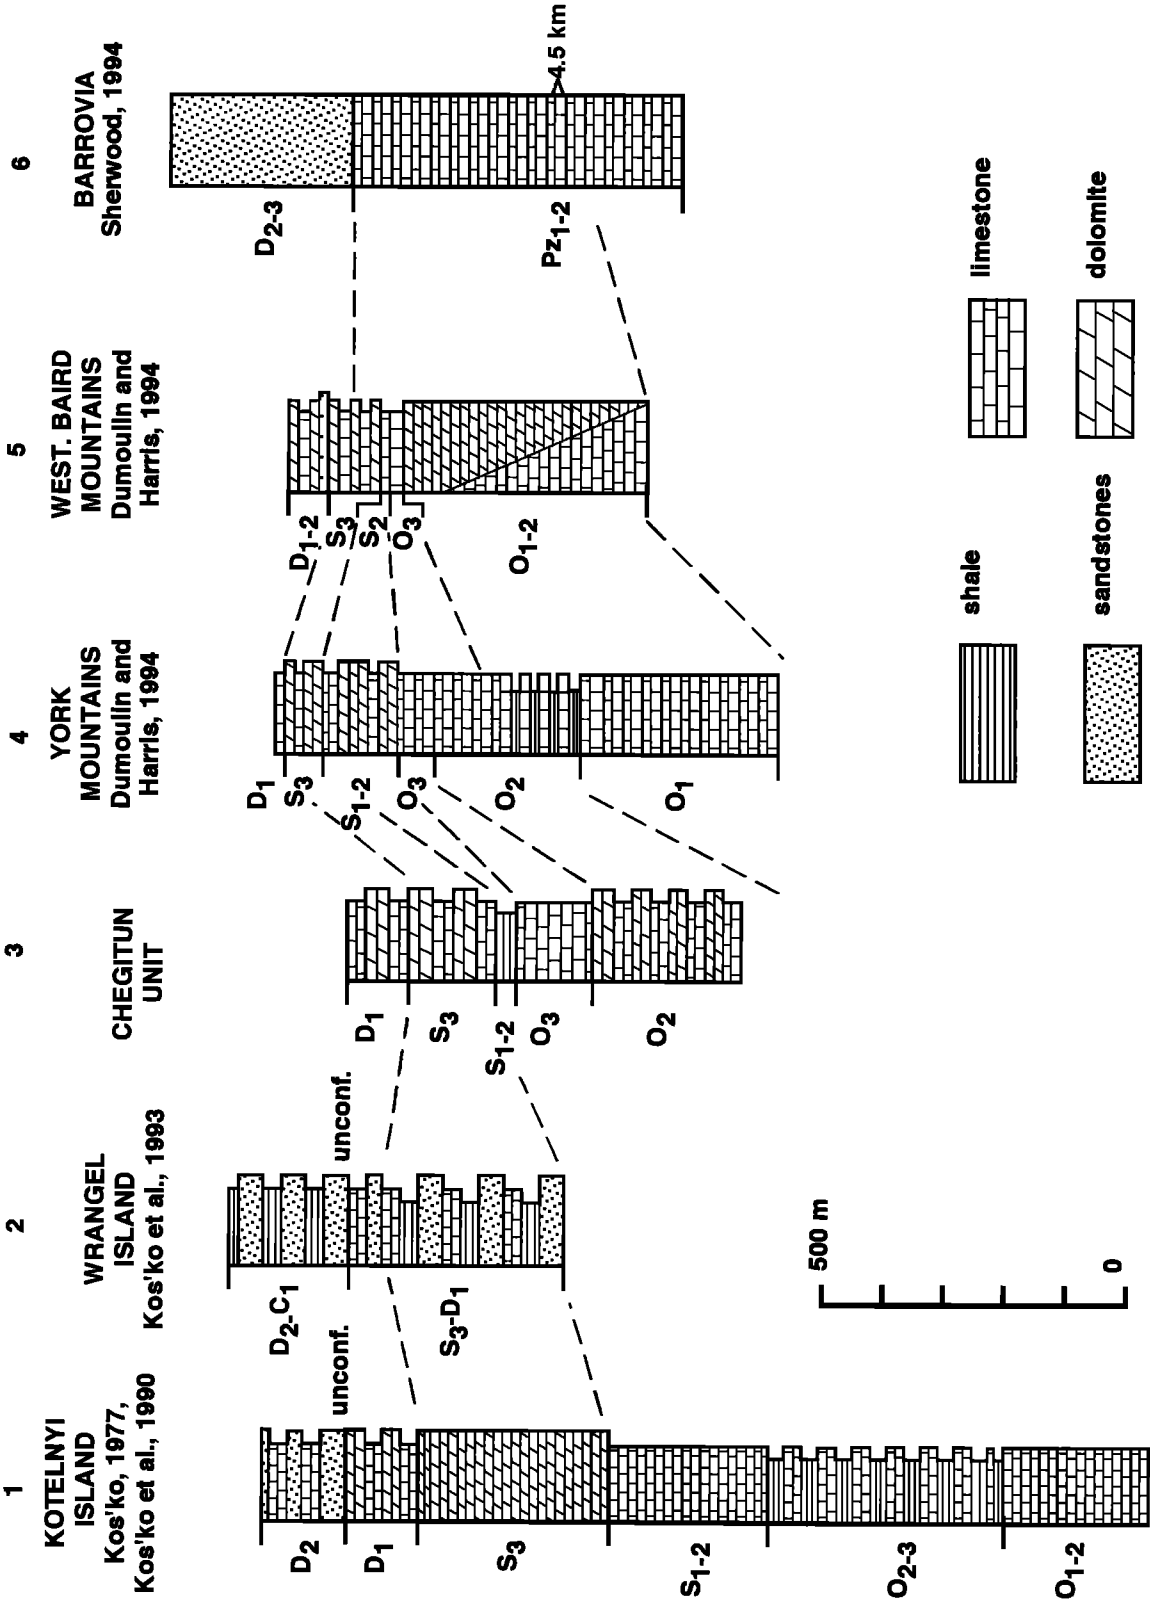 1
KOTELNYI
ISLAND
Kos'ko, 1977,
Kos'ko et al., 1990
unconf.
D2
D1
S3
S1-2
O2-3
O1-2
2
WRANGEL
ISLAND
Kos'ko et al., 1993
unconf.
D2-C1
S3-D1
3
CHEGITUN
UNIT
D1
S3
S1-2
O3
O2
4
YORK
MOUNTAINS
Dumoulin and
Harris, 1994
D1
S3
S1-2
O3
O2
O1
5
WEST. BAIRD
MOUNTAINS
Dumoulin and
Harris, 1994
D1-2
S3
S2
O3
O1-2
6
BARROVIA
Sherwood, 1994
D2-3
Pz1-2
4.5 km
500 m
0
shale
limestone
sandstones
dolomite